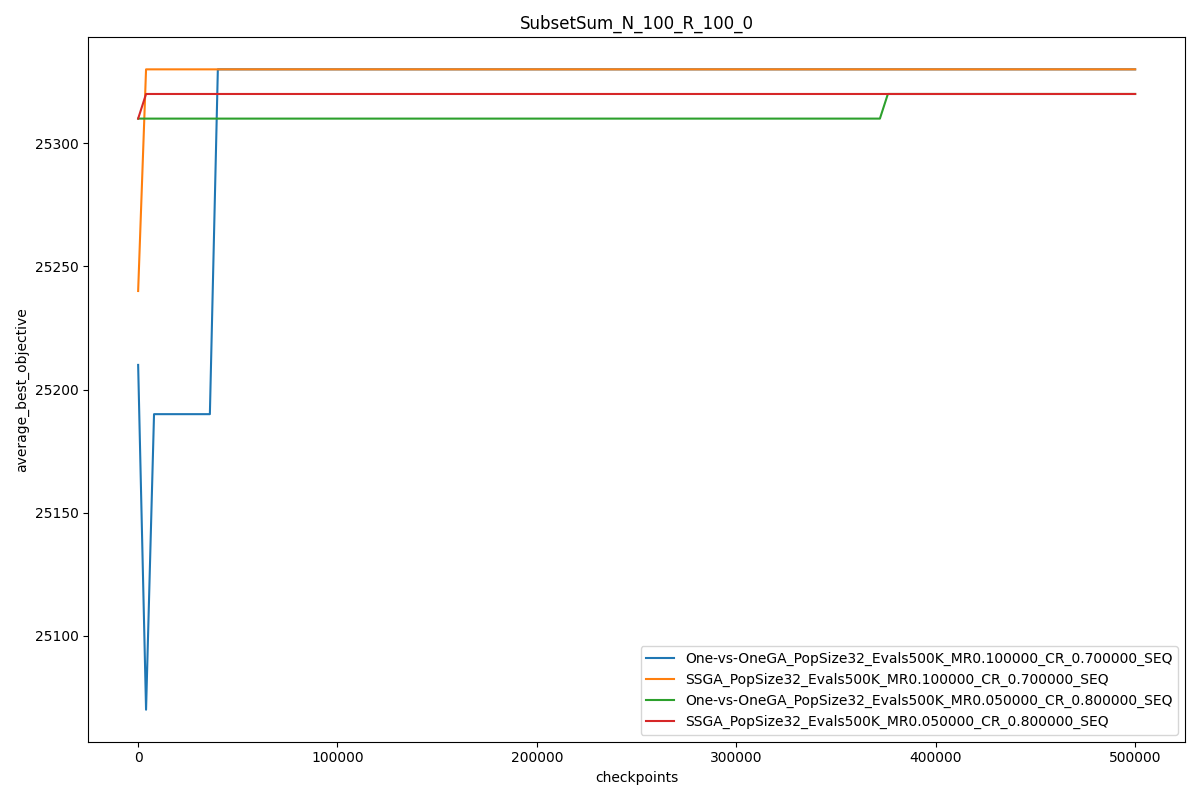 SubsetSum_N_100_R_100_0
average_best_objective
25300
25250
25200
25150
25100
0
100000
200000
300000
400000
500000
checkpoints
One-vs-OneGA_PopSize32_Evals500K_MR0.100000_CR_0.700000_SEQ
SSGA_PopSize32_Evals500K_MR0.100000_CR_0.700000_SEQ
One-vs-OneGA_PopSize32_Evals500K_MR0.050000_CR_0.800000_SEQ
SSGA_PopSize32_Evals500K_MR0.050000_CR_0.800000_SEQ